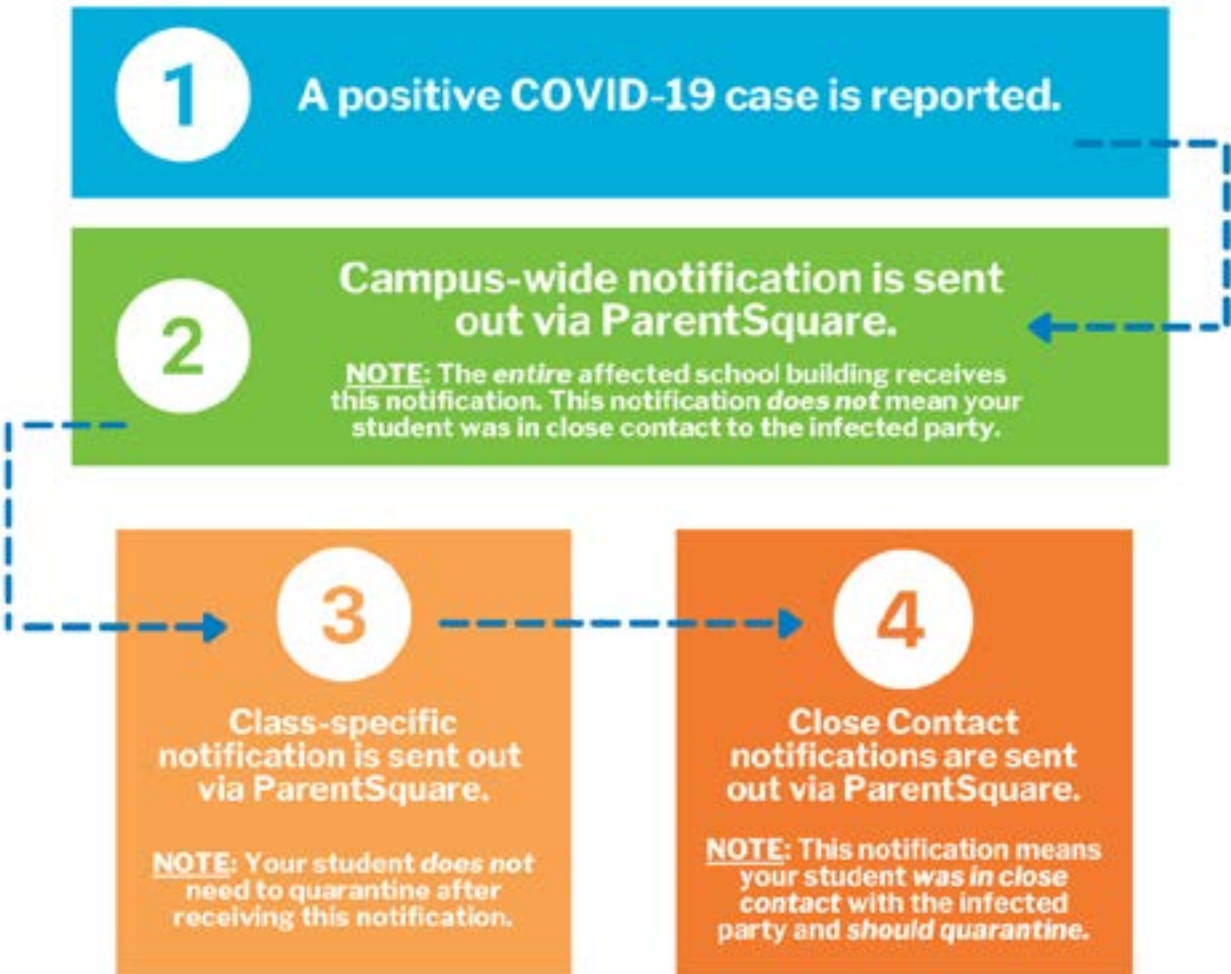 1
A positive COVID-19 case is reported.
2
Campus-wide notification is sent
out via ParentSquare.
NOTE: The entire affected school building receives
this notification. This notification does not mean your
student was in close contact to the infected party.
3
Class-specific
notification is sent out
via ParentSquare.
NOTE: Your student does not
need to quarantine after
receiving this notification.
4
Close Contact
notifications are sent
out via ParentSquare.
NOTE: This notification means
your student was in close
contact with the infected
party and should quarantine.